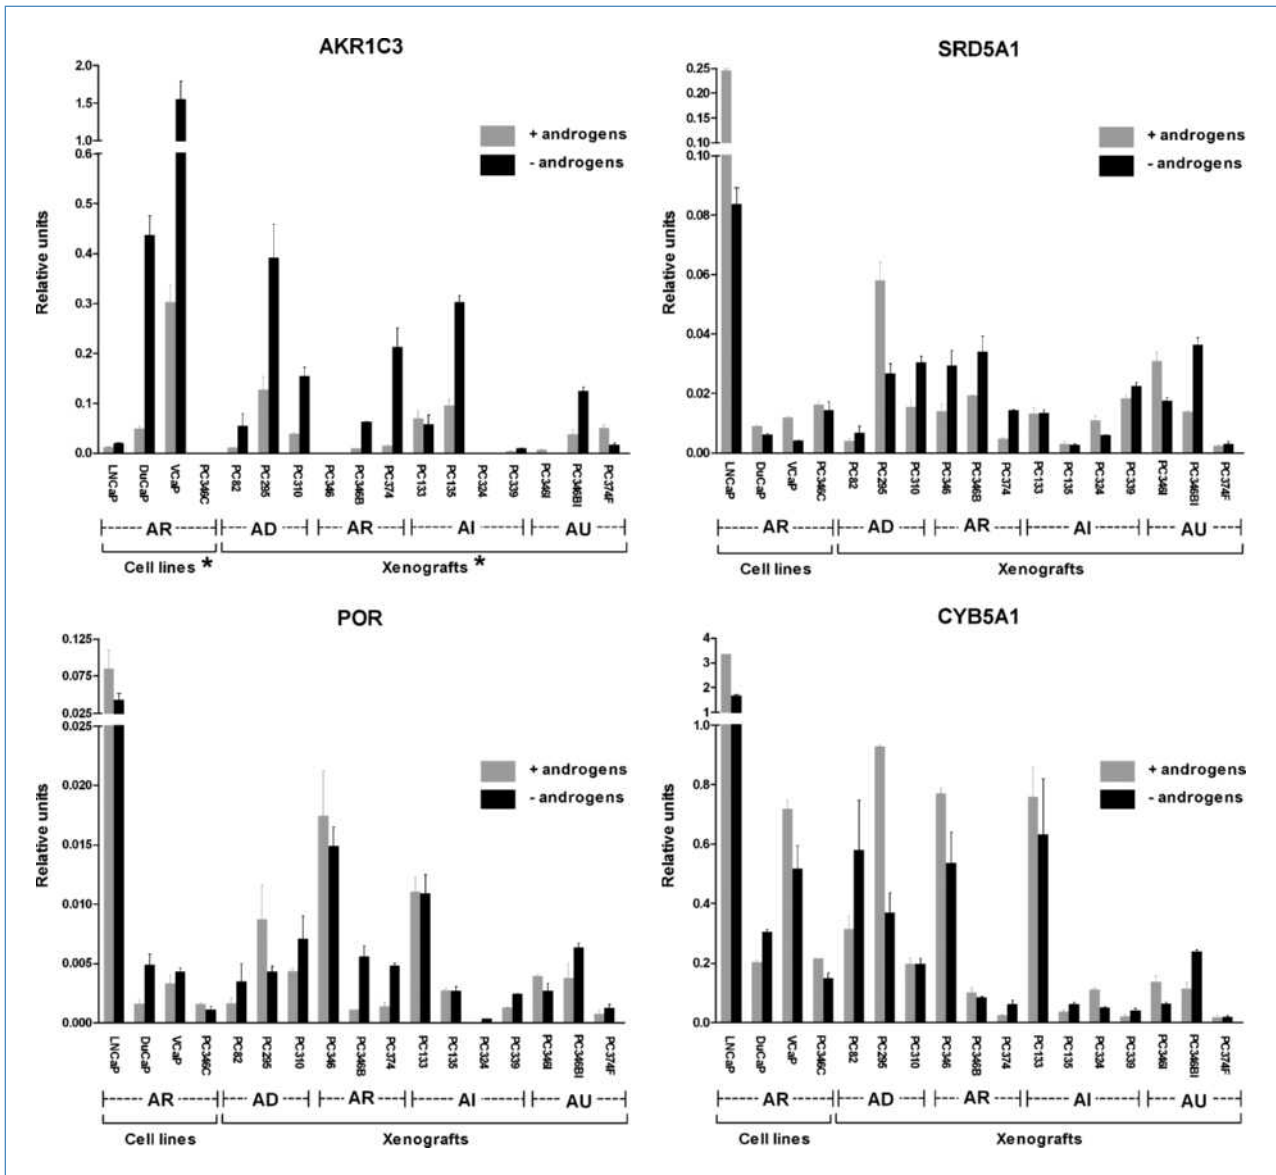 AKR1C3
2.0
1.5
1.0
0.6
0.5
0.4
0.3
0.2
0.1
0.0
Relative units
+ androgens
- androgens
LNCaP DuCaP VCaP PC346C PC82 PC295 PC310 PC346 PC346B PC374 PC133 PC135 PC324 PC339 PC346I PC346BI PC374F
AR AD AR AI AU
Cell lines * Xenografts *
SRD5A1
0.25
0.20
0.15
0.10
0.10
0.08
0.06
0.04
0.02
0.00
Relative units
+ androgens
- androgens
LNCaP DuCaP VCaP PC346C PC82 PC295 PC310 PC346 PC346B PC374 PC133 PC135 PC324 PC339 PC346I PC346BI PC374F
AR AD AR AI AU
Cell lines Xenografts
POR
0.125
0.075
0.025
0.025
0.020
0.015
0.010
0.005
0.000
Relative units
+ androgens
- androgens
LNCaP DuCaP VCaP PC346C PC82 PC295 PC310 PC346 PC346B PC374 PC133 PC135 PC324 PC339 PC346I PC346BI PC374F
AR AD AR AI AU
Cell lines Xenografts
CYB5A1
4
3
2
1
1.0
0.8
0.6
0.4
0.2
0.0
Relative units
+ androgens
- androgens
LNCaP DuCaP VCaP PC346C PC82 PC295 PC310 PC346 PC346B PC374 PC133 PC135 PC324 PC339 PC346I PC346BI PC374F
AR AD AR AI AU
Cell lines Xenografts